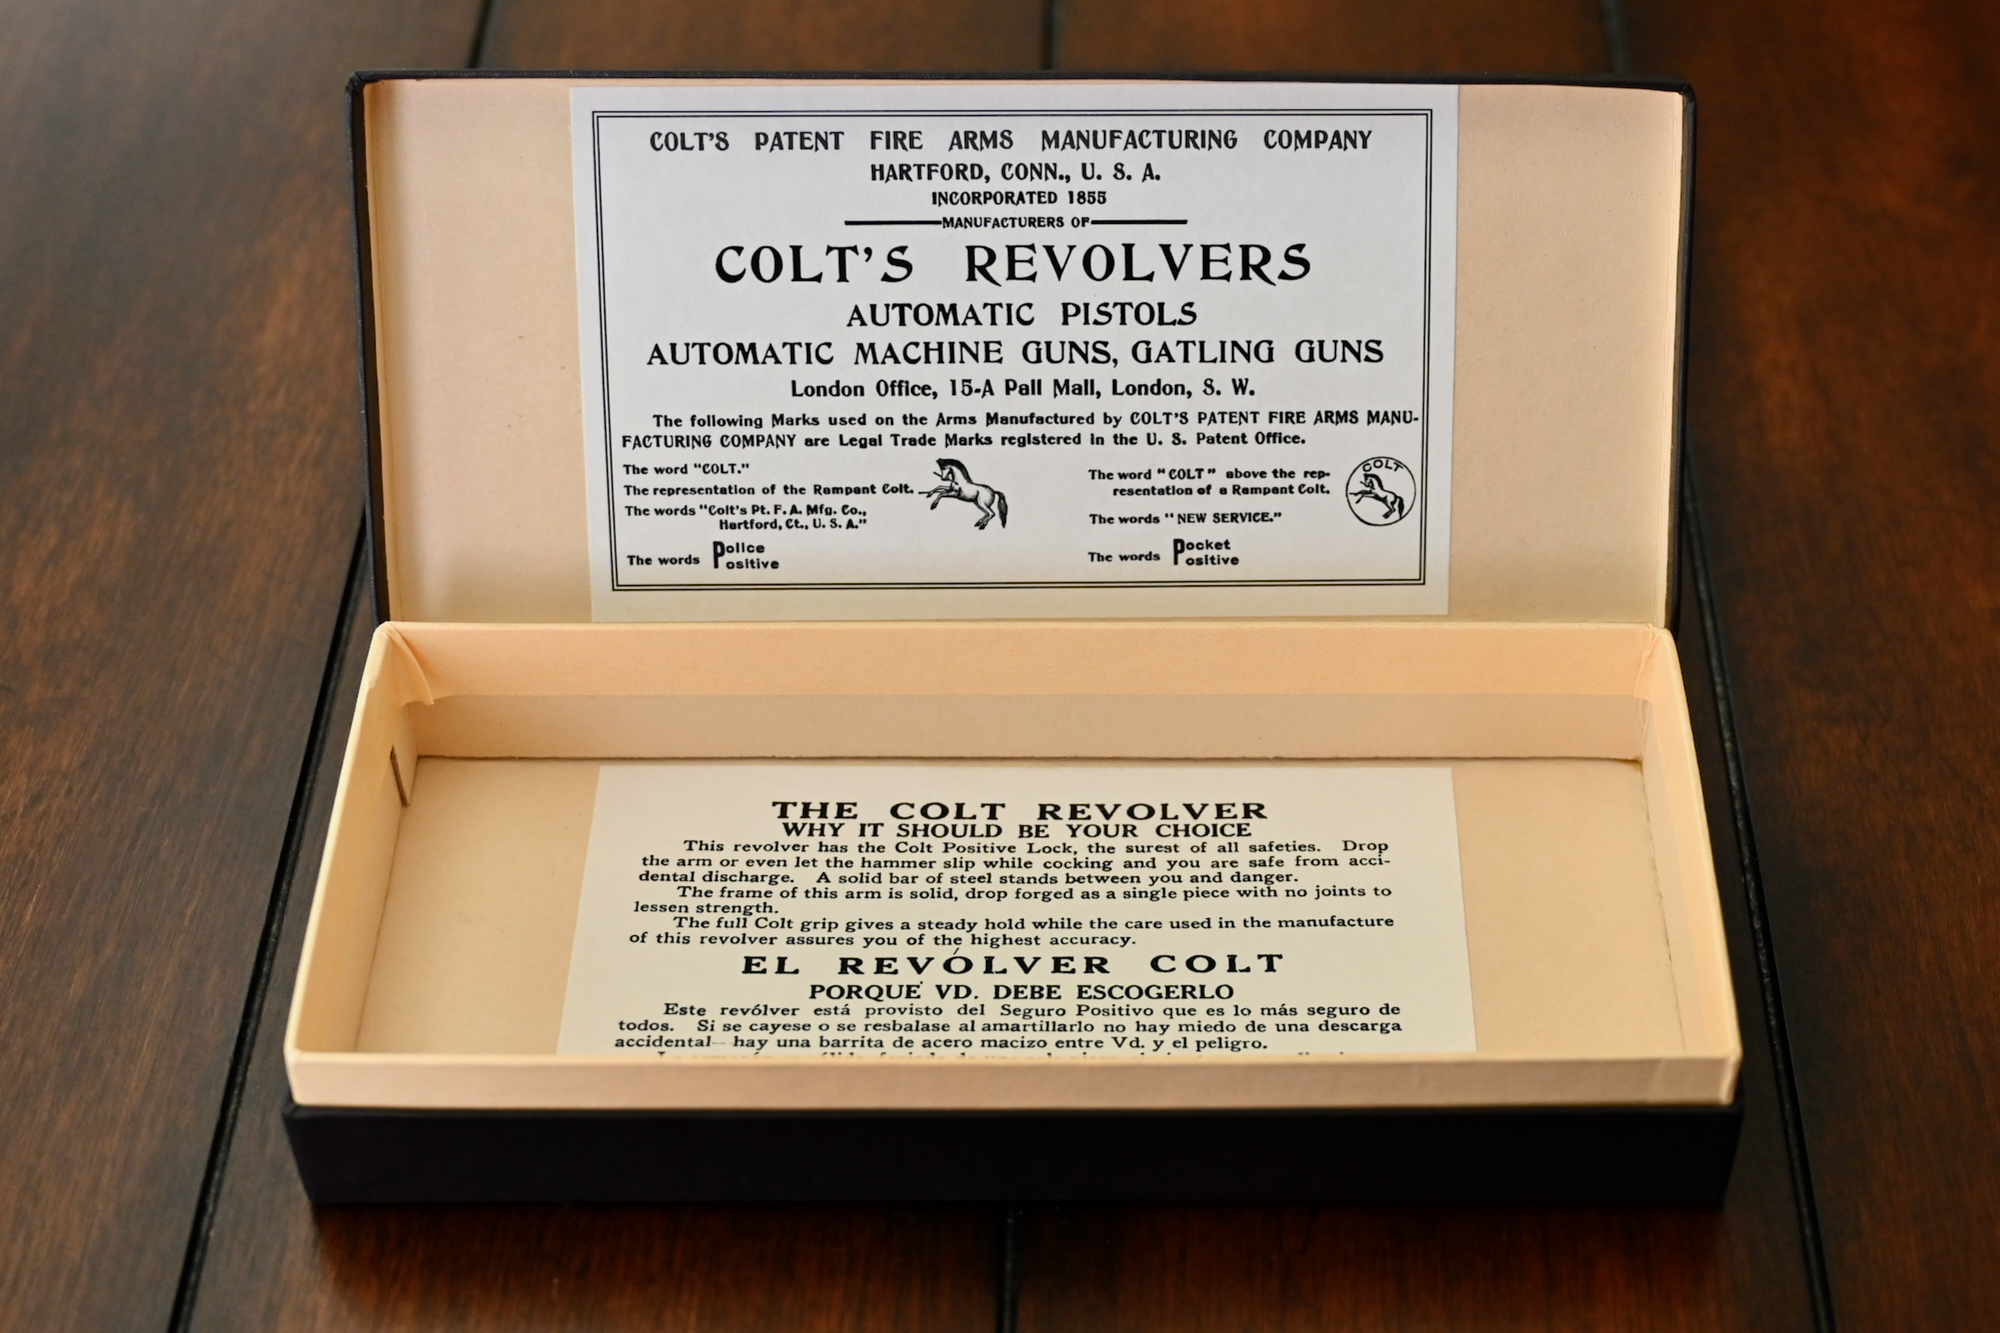 COLT'S PATENT FIRE ARMS MANUFACTURING COMPANY
HARTFORD, CONN., U. S. A.
INCORPORATED 1855
MANUFACTURERS OF
COLT'S REVOLVERS
AUTOMATIC PISTOLS
AUTOMATIC MACHINE GUNS, GATLING GUNS
London Office, 15-A Pall Mall, London, S. W.
The following Marks used on the Arms Manufactured by COLT'S PATENT FIRE ARMS MANU-
FACTURING COMPANY are Legal Trade Marks registered in the U. S. Patent Office.
The word "COLT."
The representation of the Rampant Colt.
The words "Colt's Pt. F. A. Mfg. Co.,
Hartford, Ct., U. S. A."
The words Police Positive
The word "COLT" above the rep-
resentation of a Rampant Colt.
COLT
The words "NEW SERVICE."
The words Pocket Positive
THE COLT REVOLVER
WHY IT SHOULD BE YOUR CHOICE
This revolver has the Colt Positive Lock, the surest of all safeties. Drop
the arm or even let the hammer slip while cocking and you are safe from acci-
dental discharge. A solid bar of steel stands between you and danger.
The frame of this arm is solid, drop forged as a single piece with no joints to
lessen strength.
The full Colt grip gives a steady hold while the care used in the manufacture
of this revolver assures you of the highest accuracy.
EL REVÓLVER COLT
PORQUE VD. DEBE ESCOGERLO
Este revólver está provisto del Seguro Positivo que es lo más seguro de
todos. Si se cayese o se resbalase al amartillarlo no hay miedo de una descarga
accidental—hay una barrita de acero macizo entre Vd. y el peligro.